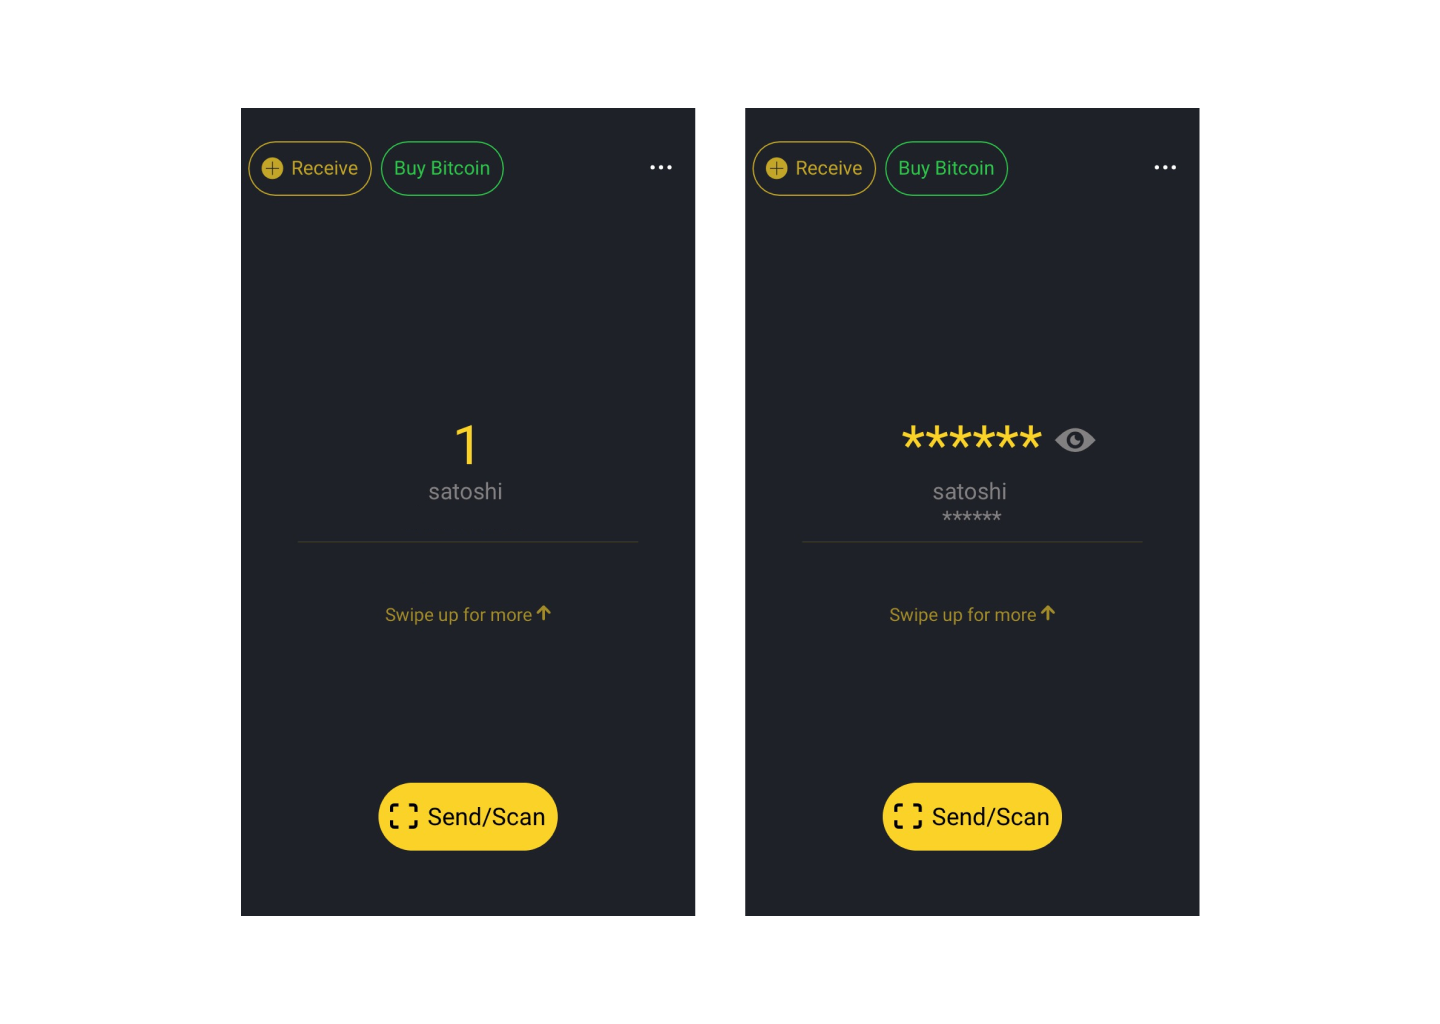 Receive
Buy Bitcoin
1
satoshi
Swipe up for more
Send/Scan
Receive
Buy Bitcoin
******
satoshi
******
Swipe up for more
Send/Scan